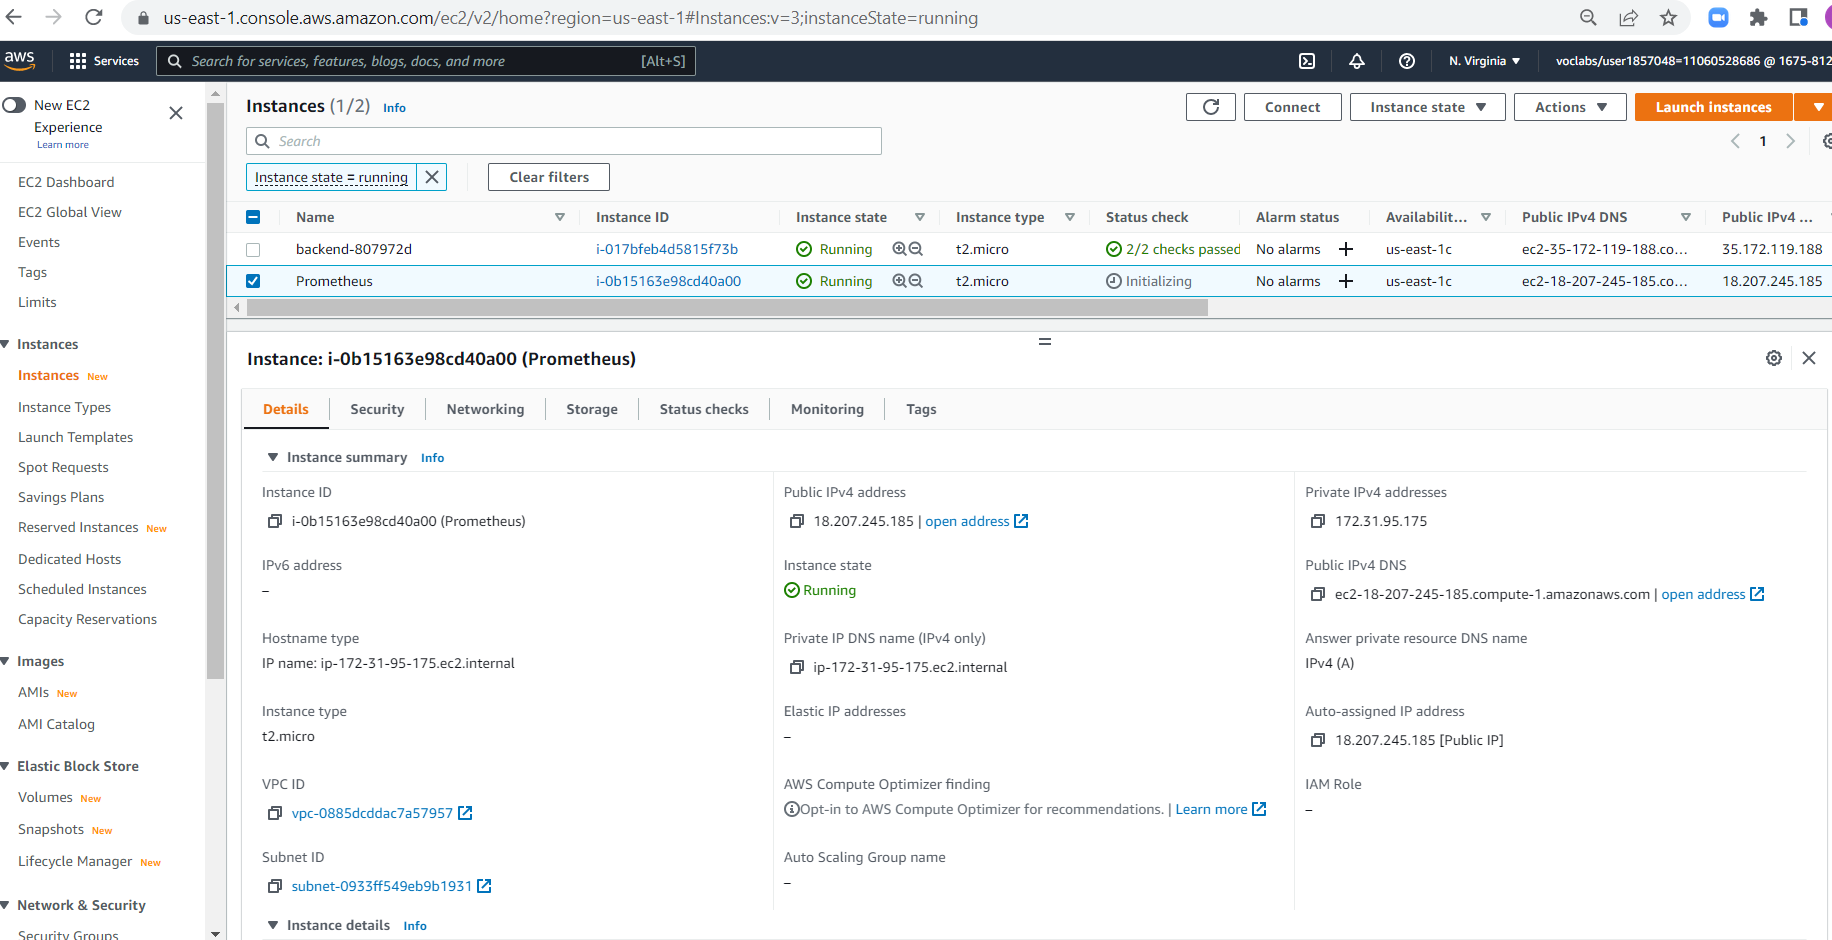 us-east-1.console.aws.amazon.com/ec2/v2/home?region=us-east-1#Instances:v=3;instanceState=running
aws Services Search for services, features, blogs, docs, and more [Alt+S] N. Virginia ▼ voclabs/user1857048=11060528686 @ 1675-812
New EC2
Experience
Learn more
EC2 Dashboard
EC2 Global View
Events
Tags
Limits
Instances
Instances New
Instance Types
Launch Templates
Spot Requests
Savings Plans
Reserved Instances New
Dedicated Hosts
Scheduled Instances
Capacity Reservations
Images
AMIs New
AMI Catalog
Elastic Block Store
Volumes New
Snapshots New
Lifecycle Manager New
Network & Security
Security Groups
Instances (1/2) Info
Connect Instance state Actions Launch instances
Search
1
Instance state = running Clear filters
Name Instance ID Instance state Instance type Status check Alarm status Availabilit... Public IPv4 DNS Public IPv4 ...
backend-807972d i-017bfeb4d5815f73b Running t2.micro 2/2 checks passed No alarms us-east-1c ec2-35-172-119-188.co... 35.172.119.188
Prometheus i-0b15163e98cd40a00 Running t2.micro Initializing No alarms us-east-1c ec2-18-207-245-185.co... 18.207.245.185
Instance: i-0b15163e98cd40a00 (Prometheus)
Details Security Networking Storage Status checks Monitoring Tags
Instance summary Info
Instance ID Public IPv4 address Private IPv4 addresses
i-0b15163e98cd40a00 (Prometheus) 18.207.245.185 | open address 172.31.95.175
IPv6 address Instance state Public IPv4 DNS
– Running ec2-18-207-245-185.compute-1.amazonaws.com | open address
Hostname type Private IP DNS name (IPv4 only) Answer private resource DNS name
IP name: ip-172-31-95-175.ec2.internal ip-172-31-95-175.ec2.internal IPv4 (A)
Instance type Elastic IP addresses Auto-assigned IP address
t2.micro – 18.207.245.185 [Public IP]
VPC ID AWS Compute Optimizer finding IAM Role
vpc-0885dcddac7a57957 Opt-in to AWS Compute Optimizer for recommendations. | Learn more –
Subnet ID Auto Scaling Group name
subnet-0933ff549eb9b1931 –
Instance details Info